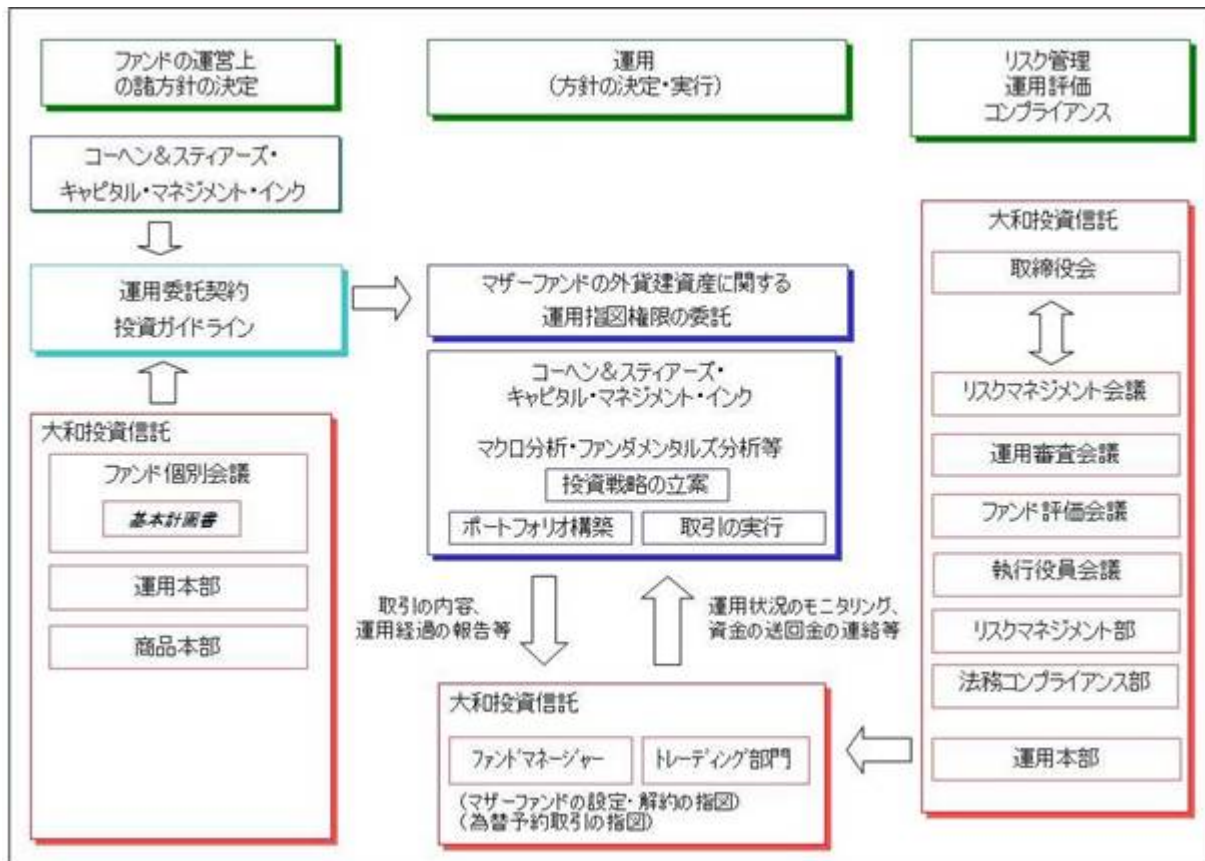 ファンドの運営上
の諸方針の決定
運用
(方針の決定・実行)
リスク管理
運用評価
コンプライアンス
コーヘン&スティアーズ・
キャピタル・マネジメント・インク
運用委託契約
投資ガイドライン
大和投資信託
ファンド個別会議
基本計画書
運用本部
商品本部
マザーファンドの外貨建資産に関する
運用指図権限の委託
コーヘン&スティアーズ・
キャピタル・マネジメント・インク
マクロ分析・ファンダメンタルズ分析等
投資戦略の立案
ポートフォリオ構築
取引の実行
取引の内容、
運用経過の報告等
運用状況のモニタリング、
資金の送回金の連絡等
大和投資信託
ファンドマネージャー
トレーディング部門
(マザーファンドの設定・解約の指図)
(為替予約取引の指図)
大和投資信託
取締役会
リスクマネジメント会議
運用審査会議
ファンド評価会議
執行役員会議
リスクマネジメント部
法務コンプライアンス部
運用本部